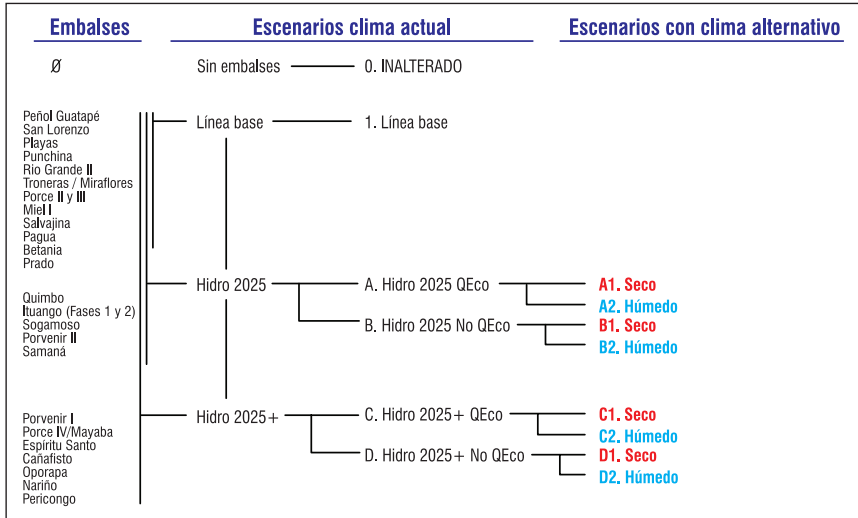 Embalses Escenarios clima actual Escenarios con clima alternativo
Ø Sin embalses 0. INALTERADO
Peñol Guatapé
Línea base 1. Línea base
San Lorenzo
Playas
Punchina
Rio Grande II
Troneras / Miraflores
Porce II y III
Miel I
Salvajina
Pagua
Betania
Prado
Hidro 2025 A. Hidro 2025 QEco A1. Seco
A2. Húmedo
Quimbo
Ituango (Fases 1 y 2)
Sogamoso
Porvenir II
Samaná
B. Hidro 2025 No QEco B1. Seco
B2. Húmedo
Hidro 2025+ C. Hidro 2025+ QEco C1. Seco
C2. Húmedo
Porvenir I
Porce IV/Mayaba
Espíritu Santo
Cañafisto
Oporapa
Nariño
Pericongo
D. Hidro 2025+ No QEco D1. Seco
D2. Húmedo